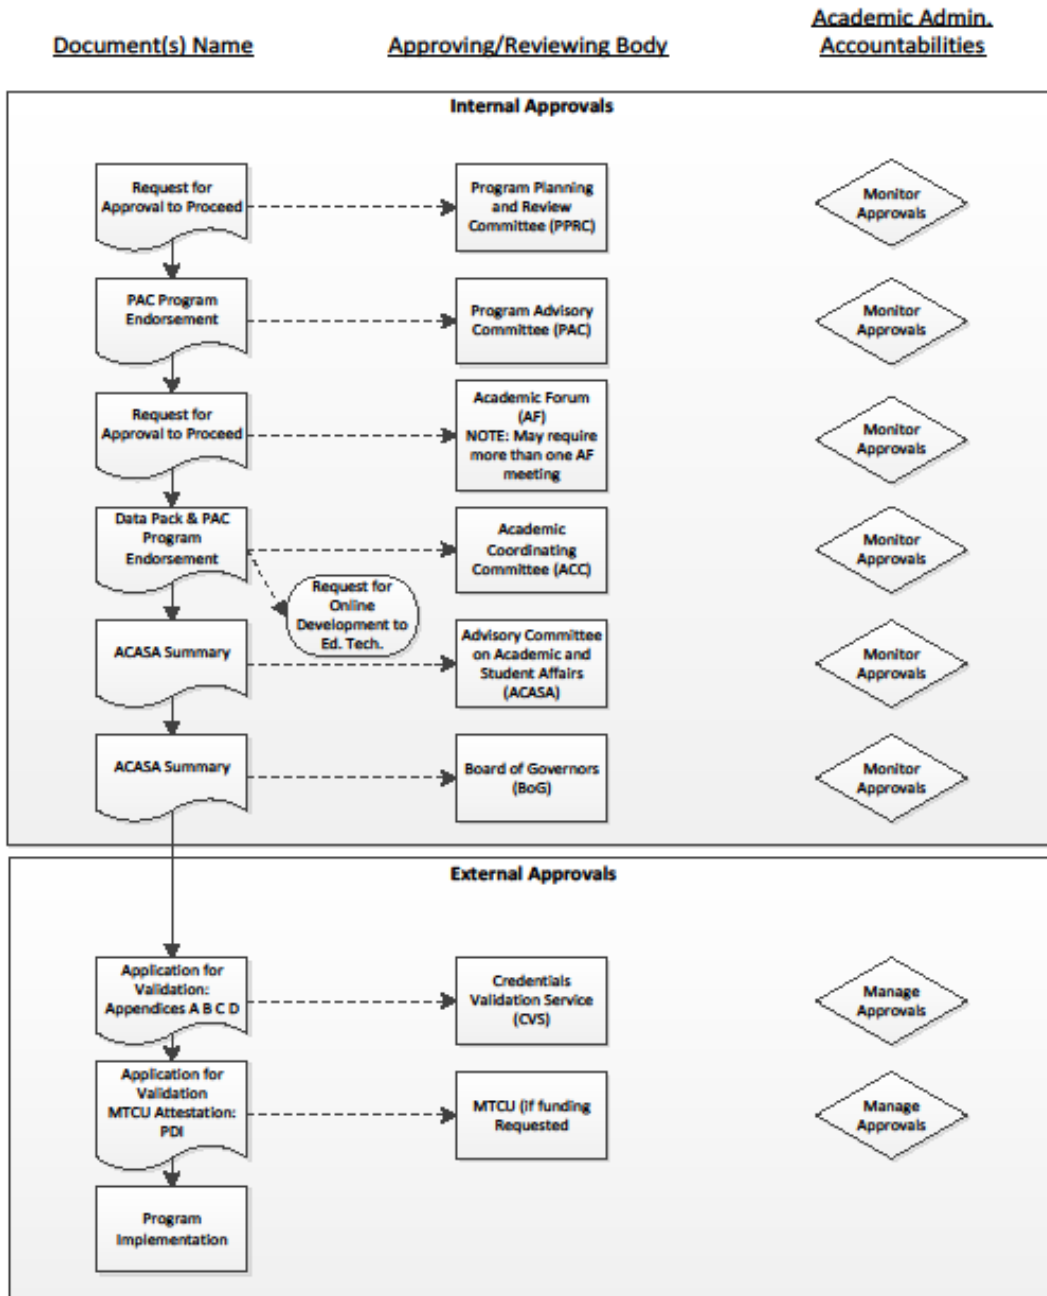 Document(s) Name
Approving/Reviewing Body
Academic Admin.
Accountabilities
Internal Approvals
Request for
Approval to Proceed
Program Planning
and Review
Committee (PPRC)
Monitor
Approvals
PAC Program
Endorsement
Program Advisory
Committee (PAC)
Monitor
Approvals
Request for
Approval to Proceed
Academic Forum
(AF)
NOTE: May require
more than one AF
meeting
Monitor
Approvals
Data Pack & PAC
Program
Endorsement
Academic
Coordinating
Committee (ACC)
Monitor
Approvals
Request for
Online
Development to
Ed. Tech.
ACASA Summary
Advisory Committee
on Academic and
Student Affairs
(ACASA)
Monitor
Approvals
ACASA Summary
Board of Governors
(BoG)
Monitor
Approvals
External Approvals
Application for
Validation:
Appendices A B C D
Credentials
Validation Service
(CVS)
Manage
Approvals
Application for
Validation
MTCU Attestation:
PDI
MTCU (if funding
Requested
Manage
Approvals
Program
Implementation